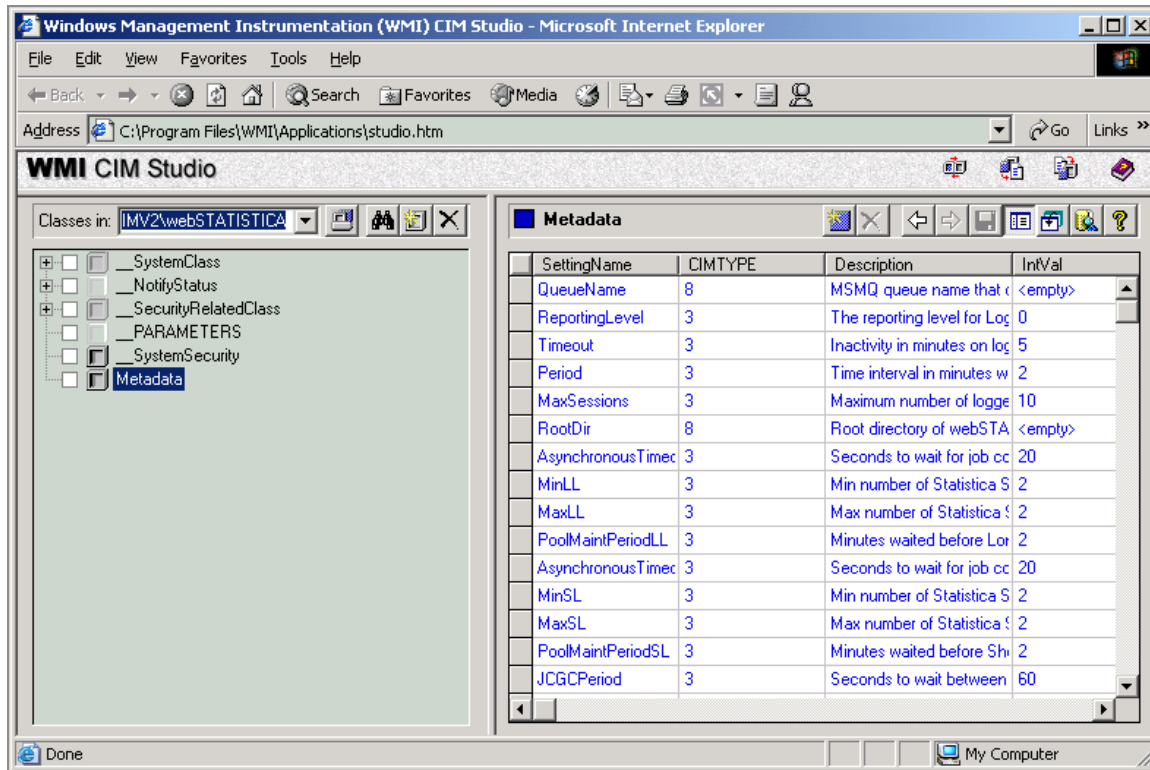 Windows Management Instrumentation (WMI) CIM Studio - Microsoft Internet Explorer
File Edit View Favorites Tools Help
Back Search Favorites Media
Address C:\Program Files\WMI\Applications\studio.htm Go Links »
WMI CIM Studio
Classes in: IMV2\webSTATISTICA
__SystemClass
__NotifyStatus
__SecurityRelatedClass
__PARAMETERS
__SystemSecurity
Metadata
Metadata
SettingName CIMTYPE Description IntVal
QueueName 8 MSMQ queue name that <empty>
ReportingLevel 3 The reporting level for Log 0
Timeout 3 Inactivity in minutes on log 5
Period 3 Time interval in minutes w 2
MaxSessions 3 Maximum number of logge 10
RootDir 8 Root directory of webSTA <empty>
AsynchronousTimec 3 Seconds to wait for job cc 20
MinLL 3 Min number of Statistica S 2
MaxLL 3 Max number of Statistica S 2
PoolMaintPeriodLL 3 Minutes waited before Lor 2
AsynchronousTimec 3 Seconds to wait for job cc 20
MinSL 3 Min number of Statistica S 2
MaxSL 3 Max number of Statistica S 2
PoolMaintPeriodSL 3 Minutes waited before Sh 2
JCGCPeriod 3 Seconds to wait between 60
Done My Computer